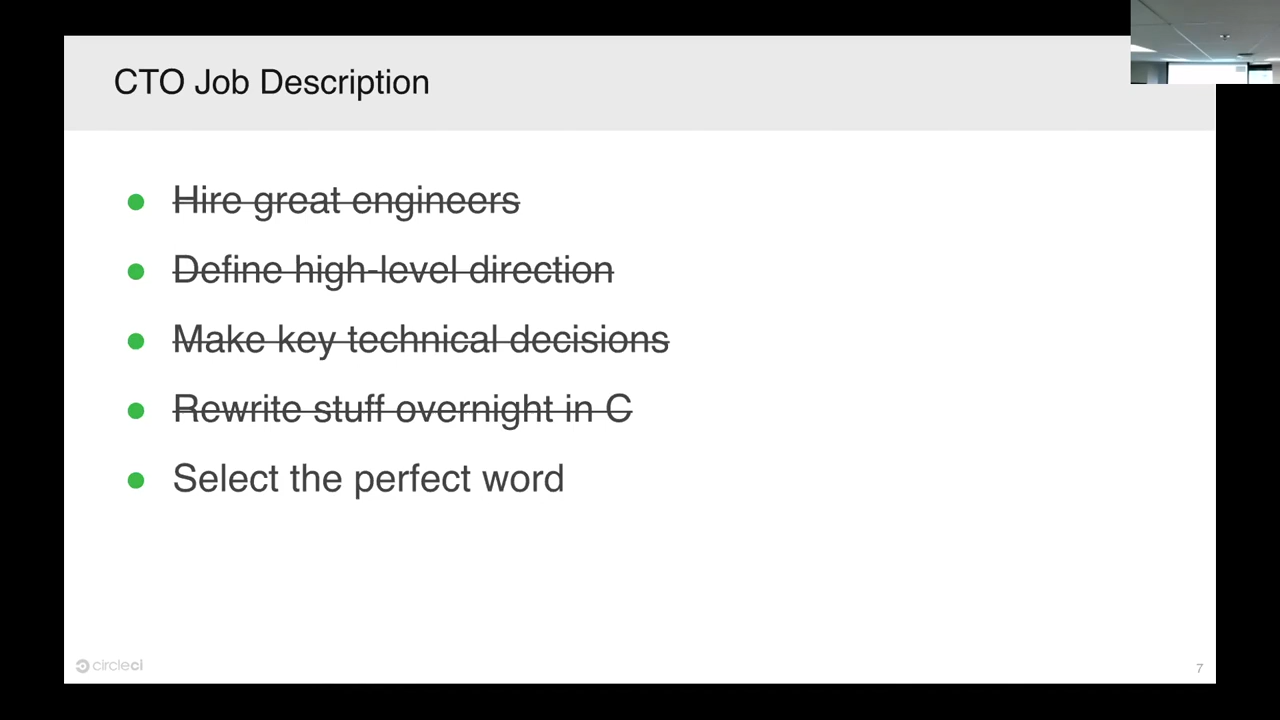 CTO Job Description
Hire great engineers
Define high-level direction
Make key technical decisions
Rewrite stuff overnight in C
Select the perfect word
circleci
7